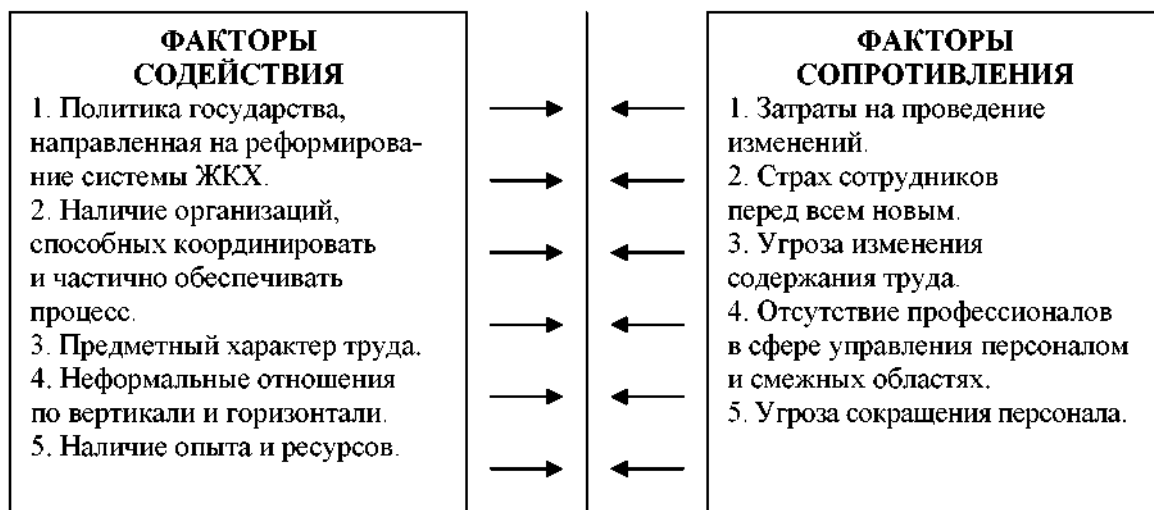 ФАКТОРЫ
СОДЕЙСТВИЯ
1. Политика государства,
направленная на реформирова-
ние системы ЖКХ.
2. Наличие организаций,
способных координировать
и частично обеспечивать
процесс.
3. Предметный характер труда.
4. Неформальные отношения
по вертикали и горизонтали.
5. Наличие опыта и ресурсов.
ФАКТОРЫ
СОПРОТИВЛЕНИЯ
1. Затраты на проведение
изменений.
2. Страх сотрудников
перед всем новым.
3. Угроза изменения
содержания труда.
4. Отсутствие профессионалов
в сфере управления персоналом
и смежных областях.
5. Угроза сокращения персонала.